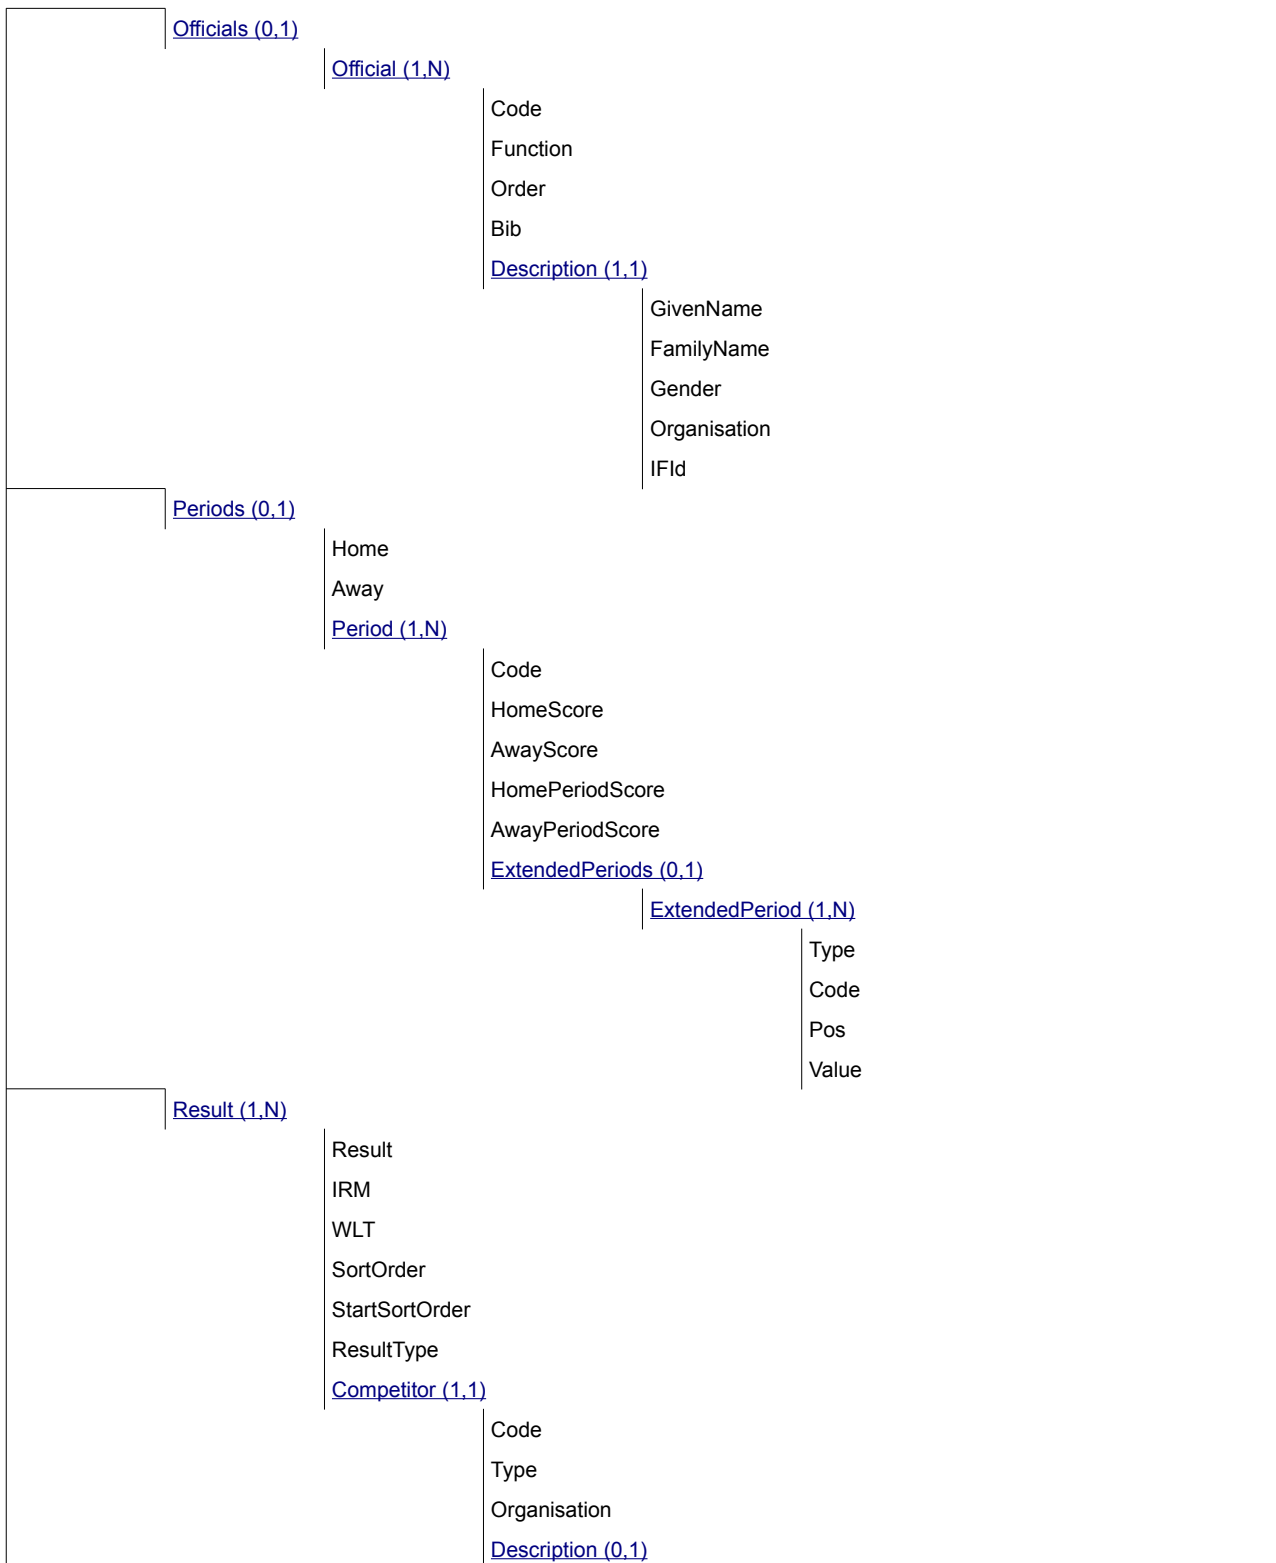 Officials (0,1)
Official (1,N)
Code
Function
Order
Bib
Description (1,1)
GivenName
FamilyName
Gender
Organisation
IFId
Periods (0,1)
Home
Away
Period (1,N)
Code
HomeScore
AwayScore
HomePeriodScore
AwayPeriodScore
ExtendedPeriods (0,1)
ExtendedPeriod (1,N)
Type
Code
Pos
Value
Result (1,N)
Result
IRM
WLT
SortOrder
StartSortOrder
ResultType
Competitor (1,1)
Code
Type
Organisation
Description (0,1)